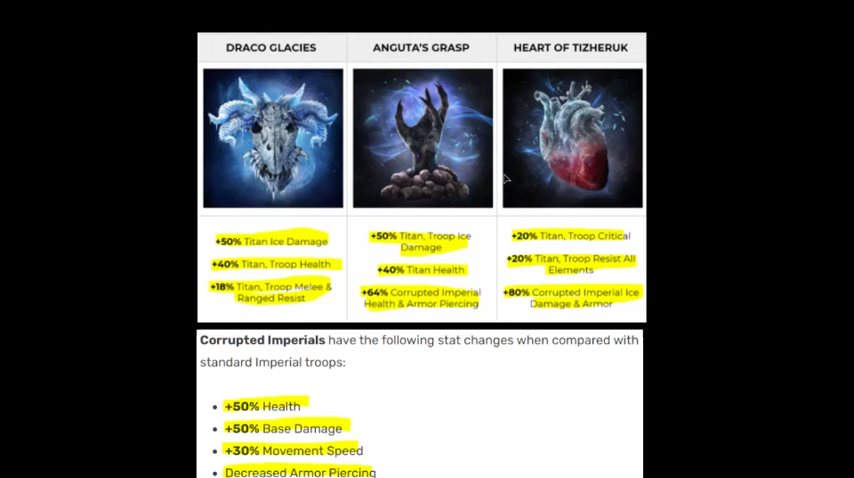 DRACO GLACIES
ANGUTA'S GRASP
HEART OF TIZHERUK
+50% Titan Ice Damage
+40% Titan, Troop Health
+18% Titan, Troop Melee &
Ranged Resist
+50% Titan, Troop Ice
Damage
+40% Titan Health
+64% Corrupted Imperial
Health & Armor Piercing
+20% Titan, Troop Critical
+20% Titan, Troop Resist All
Elements
+80% Corrupted Imperial Ice
Damage & Armor
Corrupted Imperials have the following stat changes when compared with
standard Imperial troops:
• +50% Health
• +50% Base Damage
• +30% Movement Speed
• Decreased Armor Piercing